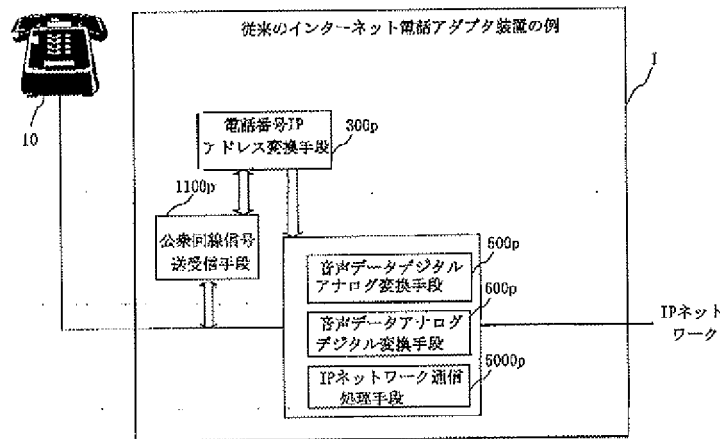 従来のインターネット電話アダプタ装置の例
1
10
電話番号IP
アドレス変換手段
300p
1100p
公衆回線信号
送受信手段
音声データデジタル
アナログ変換手段
500p
音声データアナログ
デジタル変換手段
600p
IPネットワーク通信
処理手段
5000p
IPネット
ワーク